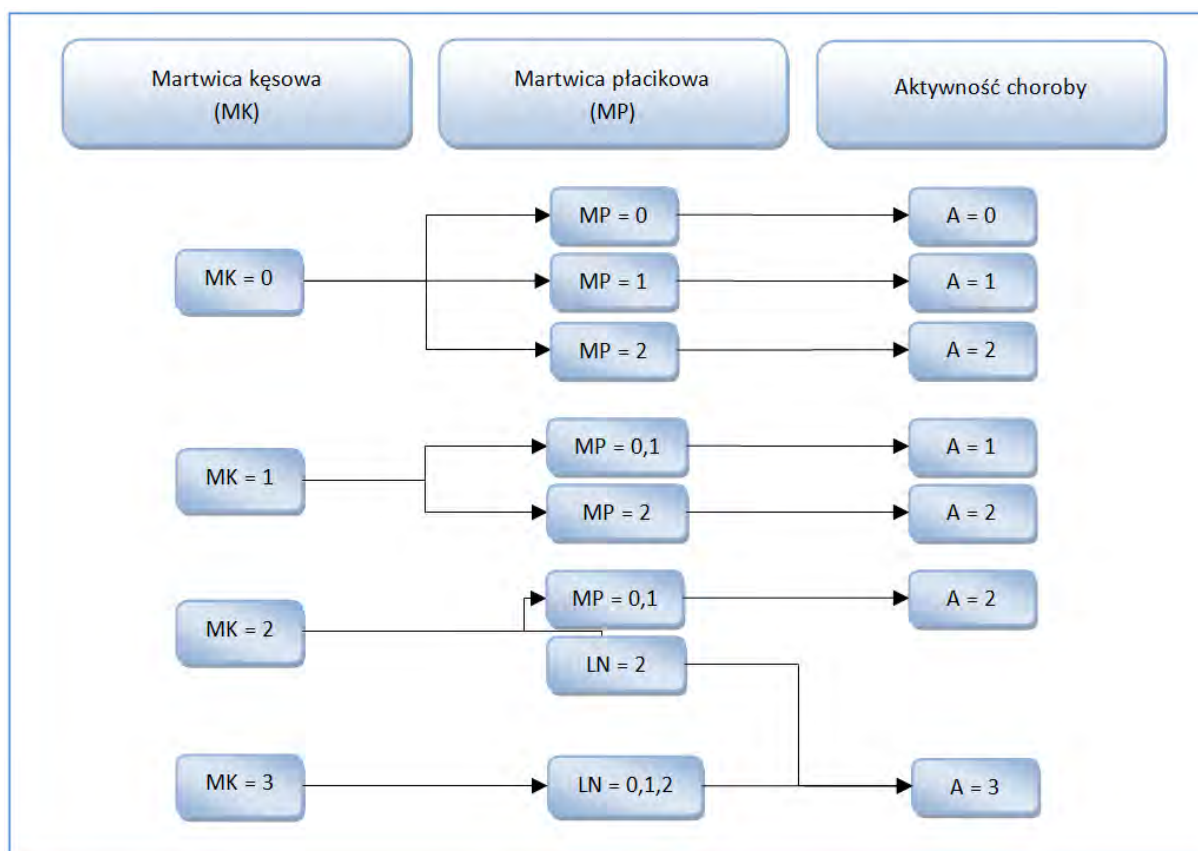 Martwica kęsowa
(MK)
Martwica płacikowa
(MP)
Aktywność choroby
MK = 0
MP = 0
A = 0
MP = 1
A = 1
MP = 2
A = 2
MK = 1
MP = 0,1
A = 1
MP = 2
A = 2
MK = 2
MP = 0,1
A = 2
LN = 2
MK = 3
LN = 0,1,2
A = 3